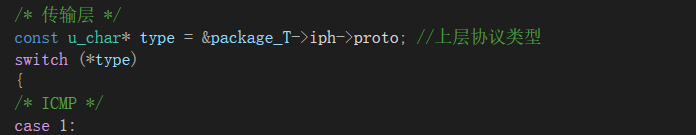 /* 传输层 */
const u_char* type = &package_T->iph->proto; //上层协议类型
switch (*type)
{
/* ICMP */
case 1: